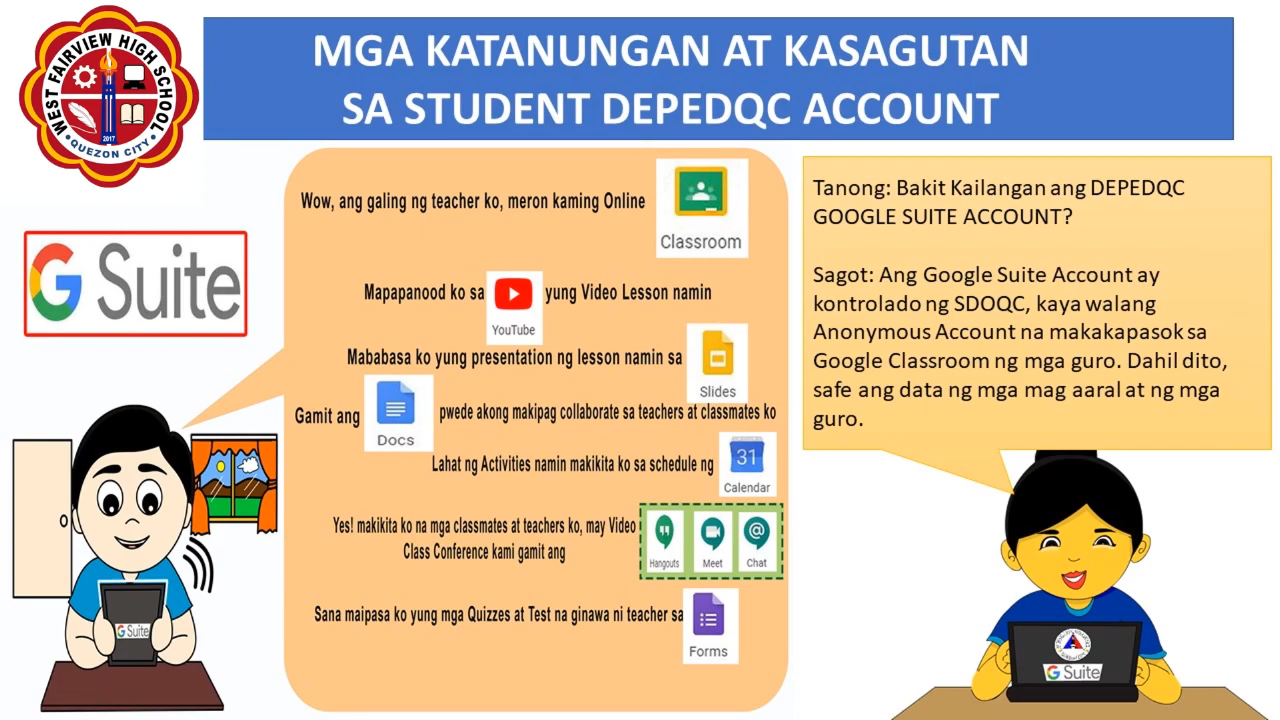 WEST FAIRVIEW HIGH SCHOOL
2017
QUEZON CITY
MGA KATANUNGAN AT KASAGUTAN
SA STUDENT DEPEDQC ACCOUNT
G Suite
Wow, ang galing ng teacher ko, meron kaming Online
Classroom
Mapapanood ko sa YouTube yung Video Lesson namin
Mababasa ko yung presentation ng lesson namin sa
Slides
Gamit ang Docs pwede akong makipag collaborate sa teachers at classmates ko
Lahat ng Activities namin makikita ko sa schedule ng
31
Calendar
Yes! makikita ko na mga classmates at teachers ko, may Video
Class Conference kami gamit ang
Hangouts Meet Chat
Sana maipasa ko yung mga Quizzes at Test na ginawa ni teacher sa
Forms
Tanong: Bakit Kailangan ang DEPEDQC
GOOGLE SUITE ACCOUNT?
Sagot: Ang Google Suite Account ay
kontrolado ng SDOQC, kaya walang
Anonymous Account na makakapasok sa
Google Classroom ng mga guro. Dahil dito,
safe ang data ng mga mag aaral at ng mga
guro.
G Suite
G Suite